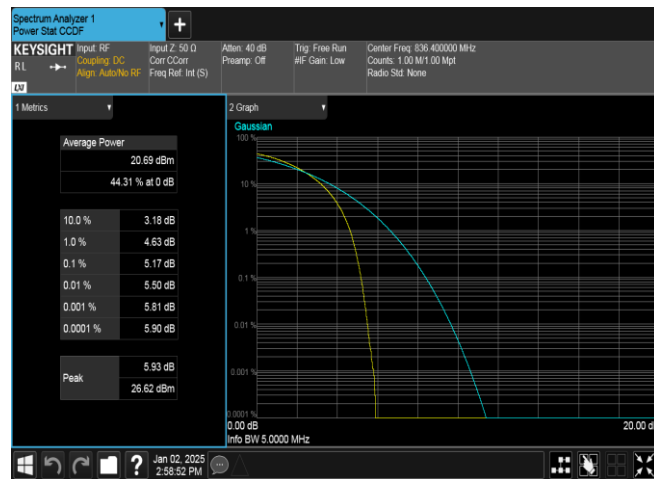 Spectrum Analyzer 1
Power Stat CCDF
+
KEYSIGHT Input: RF Input Z: 50 Ω Atten: 40 dB Trig: Free Run Center Freq: 836.400000 MHz
RL Coupling: DC Corr CCorr Preamp: Off #IF Gain: Low Counts: 1.00 M/1.00 Mpt
Align: Auto/No RF Freq Ref: Int (S) Radio Std: None
LXI
1 Metrics
2 Graph
Average Power
20.69 dBm
44.31 % at 0 dB
10.0 % 3.18 dB
1.0 % 4.63 dB
0.1 % 5.17 dB
0.01 % 5.50 dB
0.001 % 5.81 dB
0.0001 % 5.90 dB
Peak
5.93 dB
26.62 dBm
Gaussian
100 %
10 %
1 %
0.1 %
0.01 %
0.001 %
0.0001 %
0.00 dB 20.00 d
Info BW 5.0000 MHz
? Jan 02, 2025
2:58:52 PM